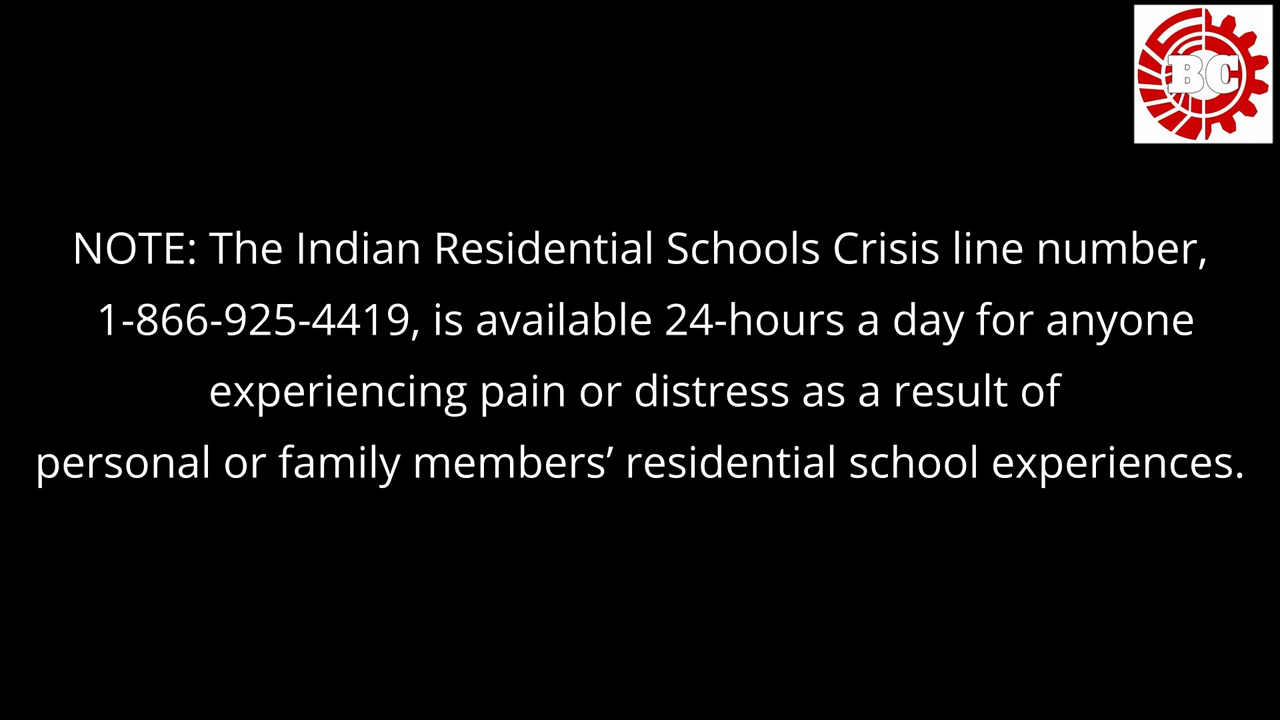 BC
NOTE: The Indian Residential Schools Crisis line number,
1-866-925-4419, is available 24-hours a day for anyone
experiencing pain or distress as a result of
personal or family members’ residential school experiences.